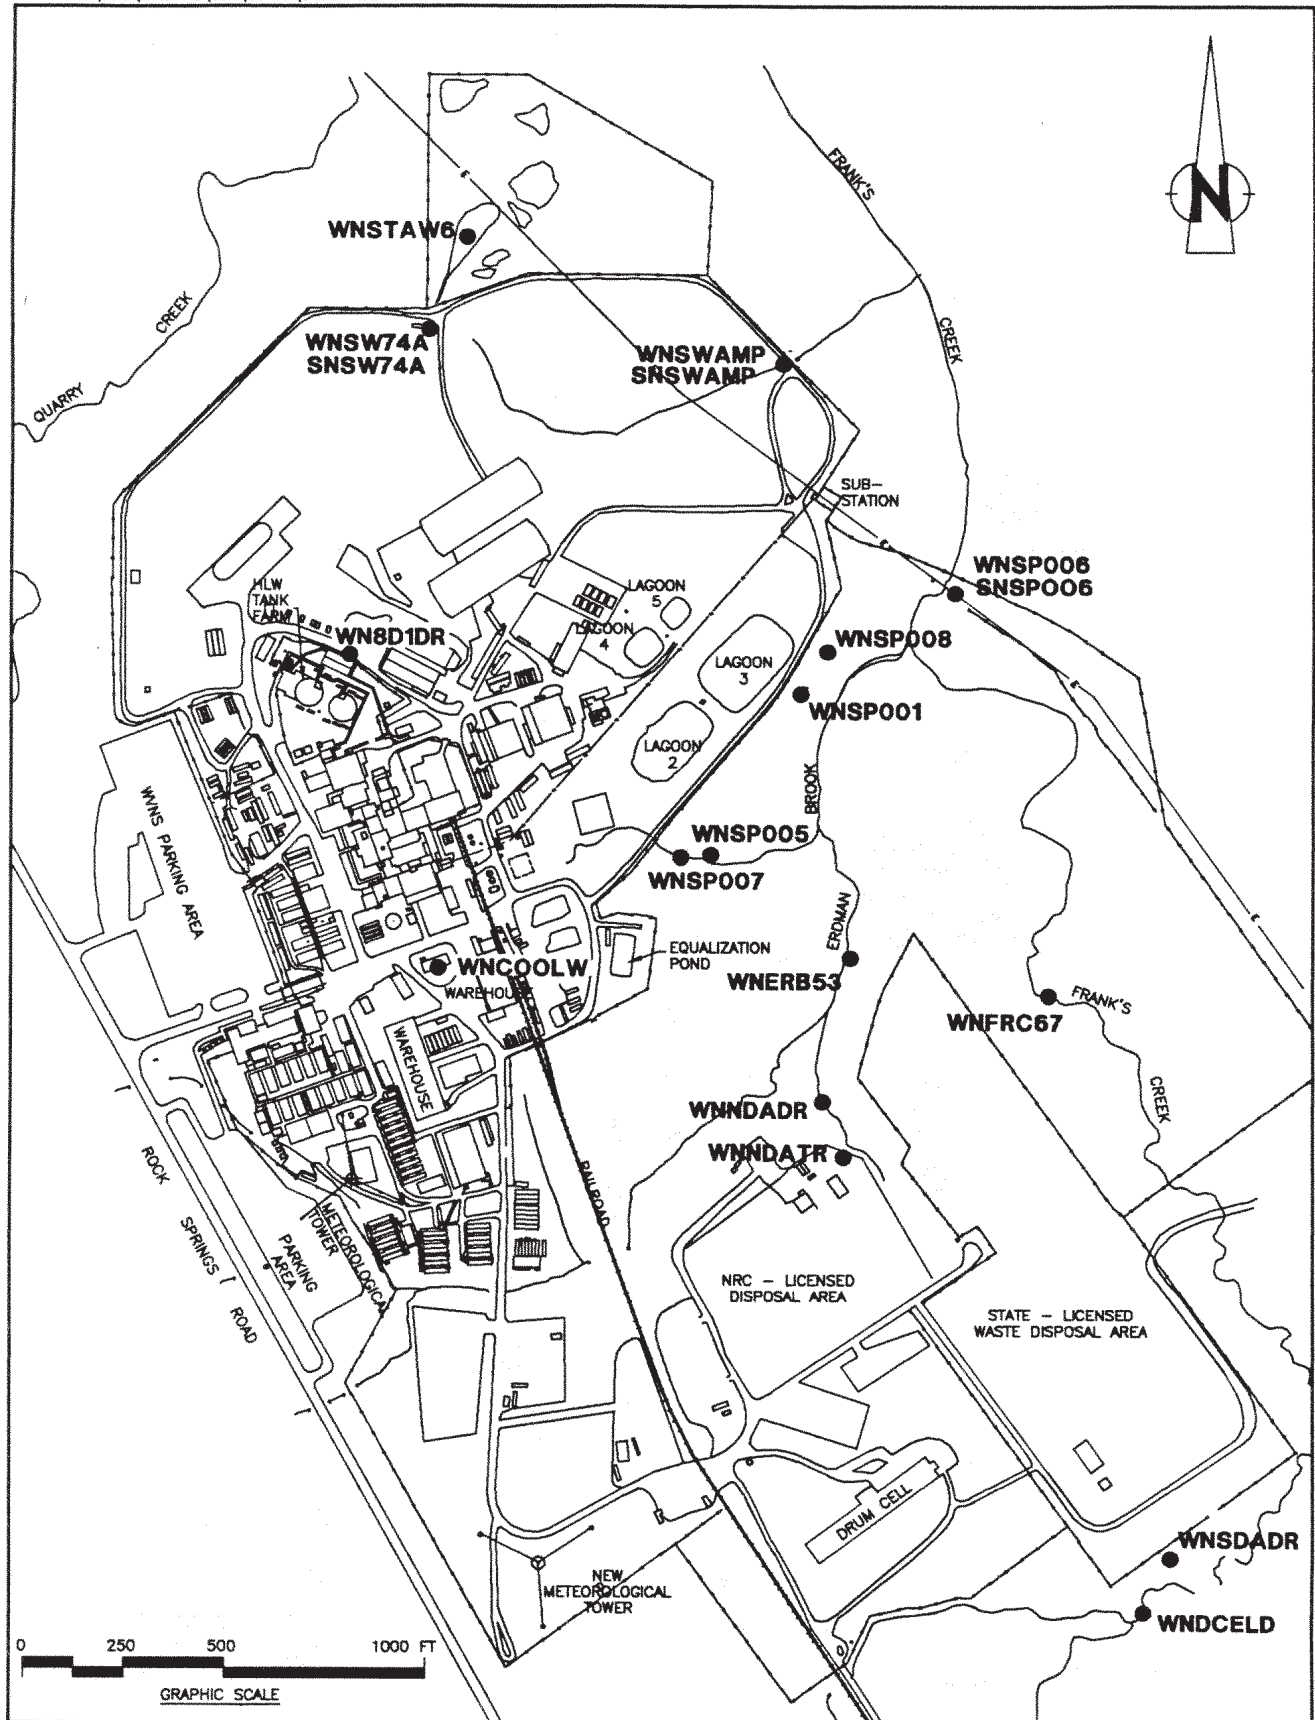 FRANK'S
N
WNSTAW6
CREEK
WNSW74A
SNSW74A
WNSWAMP
SNSWAMP
CREEK
QUARRY
SUB-
STATION
WNSP006
SNSP006
HLW
TANK
FARM
LAGOON
5
LAGOON
4
WN8D1DR
WNSP008
LAGOON
3
WNSP001
LAGOON
2
BROOK
WVNS PARKING AREA
WNSP005
WNSP007
ERDMAN
EQUALIZATION
POND
WNCOOLW
WAREHOUSE
WNERB53
FRANK'S
WNFRC67
WAREHOUSE
CREEK
WNNDADR
WNNDATR
ROCK
RAILROAD
METEOROLOGICAL
TOWER
SPRINGS
PARKING
AREA
ROAD
NRC - LICENSED
DISPOSAL AREA
STATE - LICENSED
WASTE DISPOSAL AREA
DRUM CELL
WNSDADR
NEW
METEOROLOGICAL
TOWER
WNDCELD
0 250 500 1000 FT
GRAPHIC SCALE